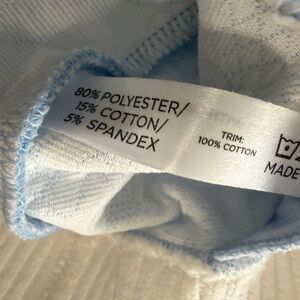 80% POLYESTER/
15% COTTON/
5% SPANDEX
TRIM:
100% COTTON
MADE